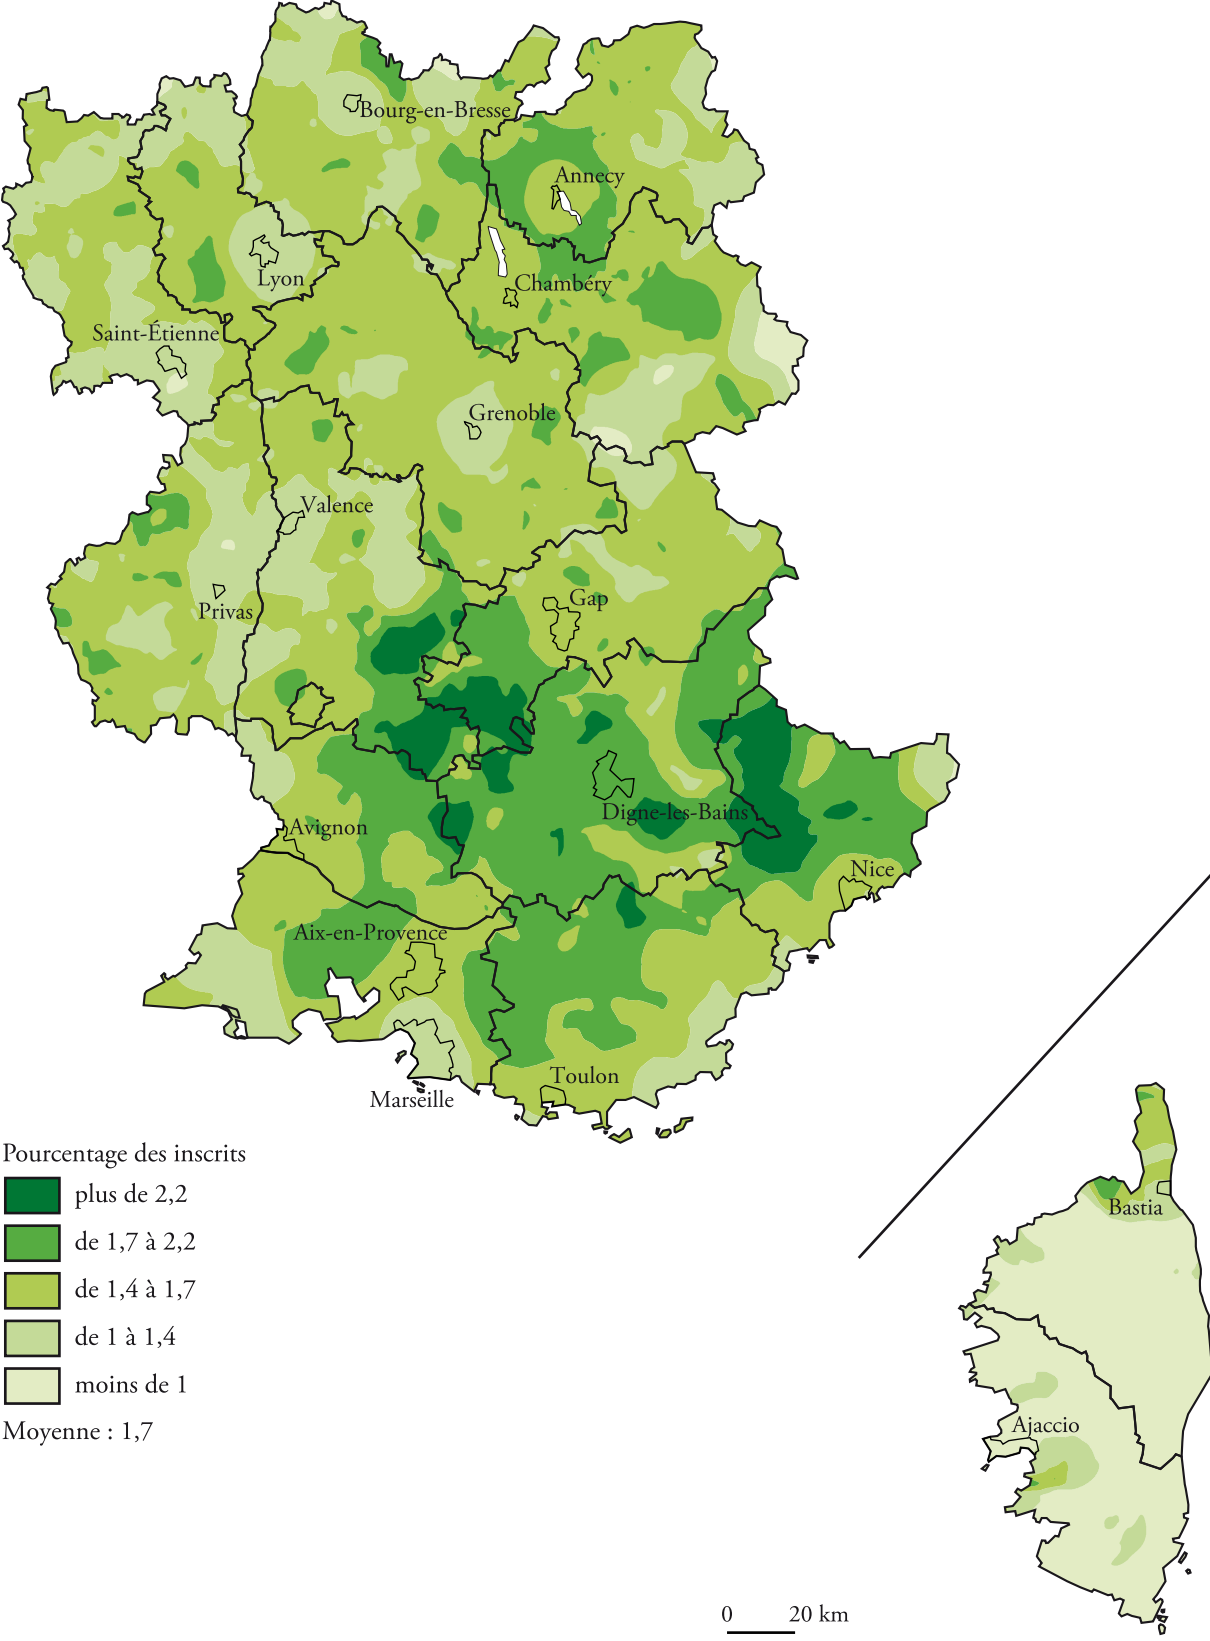 Bourg-en-Bresse
Annecy
Lyon
Chambéry
Saint-Étienne
Grenoble
Valence
Gap
Privas
Digne-les-Bains
Avignon
Nice
Aix-en-Provence
Toulon
Marseille
Pourcentage des inscrits
plus de 2,2
de 1,7 à 2,2
de 1,4 à 1,7
de 1 à 1,4
moins de 1
Moyenne : 1,7
Bastia
Ajaccio
0 20 km